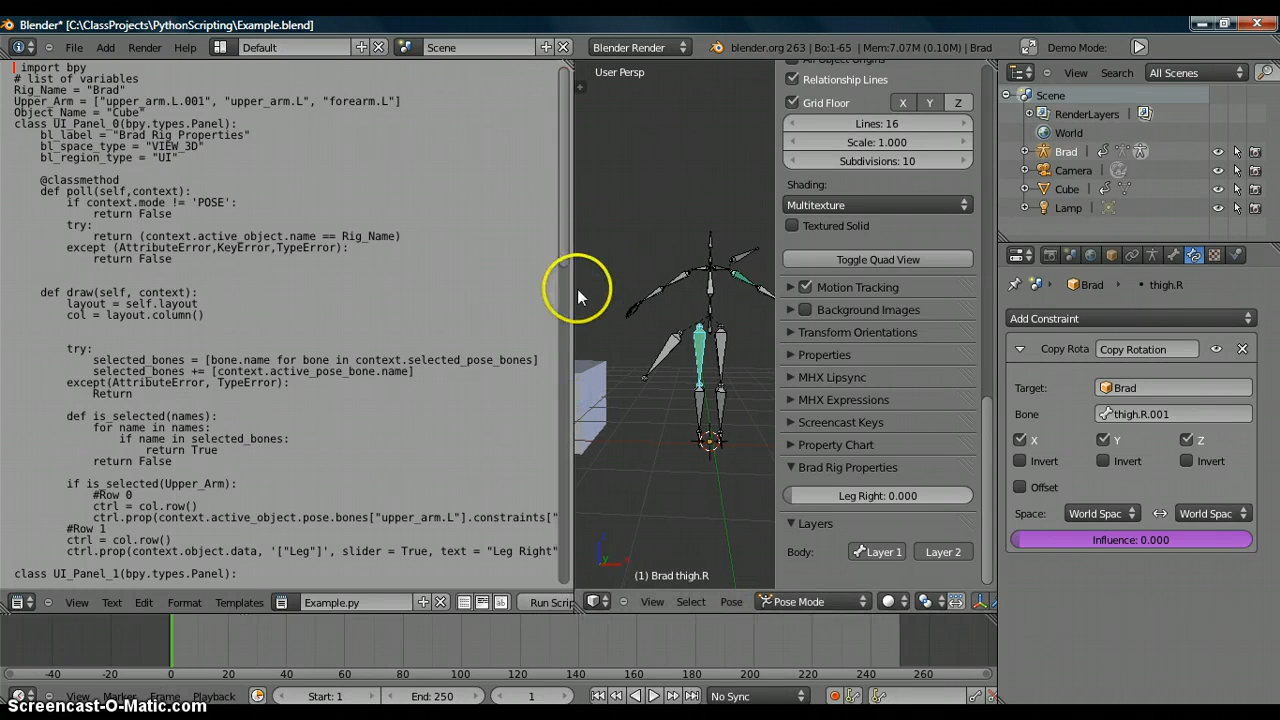 Blender* [C:\ClassProjects\PythonScripting\Example.blend]
File Add Render Help Default Scene Blender Render blender.org 263 | Bo:1-65 | Mem:7.07M (0.10M) | Brad Demo Mode:
import bpy
# list of variables
Rig_Name = "Brad"
Upper_Arm = ["upper_arm.L.001", "upper_arm.L", "forearm.L"]
Object_Name = "Cube"
class UI_Panel_0(bpy.types.Panel):
    bl_label = "Brad Rig Properties"
    bl_space_type = "VIEW_3D"
    bl_region_type = "UI"
    @classmethod
    def poll(self,context):
        if context.mode != 'POSE':
            return False
        try:
            return (context.active_object.name == Rig_Name)
        except (AttributeError,KeyError,TypeError):
            return False
    def draw(self, context):
        layout = self.layout
        col = layout.column()
        try:
            selected_bones = [bone.name for bone in context.selected_pose_bones]
            selected_bones += [context.active_pose_bone.name]
        except(AttributeError, TypeError):
            Return
        def is_selected(names):
            for name in names:
                if name in selected_bones:
                    return True
            return False
        if is_selected(Upper_Arm):
            #Row 0
            ctrl = col.row()
            ctrl.prop(context.active_object.pose.bones["upper_arm.L"].constraints["
        #Row 1
        ctrl = col.row()
        ctrl.prop(context.object.data, '["Leg"]', slider = True, text = "Leg Right"
class UI_Panel_1(bpy.types.Panel):
View Text Edit Format Templates Example.py Run Scrip
User Persp
(1) Brad thigh.R
All Object Origins
Relationship Lines
Grid Floor X Y Z
Lines: 16
Scale: 1.000
Subdivisions: 10
Shading:
Multitexture
Textured Solid
Toggle Quad View
Motion Tracking
Background Images
Transform Orientations
Properties
MHX Lipsync
MHX Expressions
Screencast Keys
Property Chart
Brad Rig Properties
Leg Right: 0.000
Layers
Body: Layer 1 Layer 2
View Select Pose Pose Mode
View Search All Scenes
Scene
RenderLayers
World
Brad
Camera
Cube
Lamp
Brad thigh.R
Add Constraint
Copy Rota Copy Rotation
Target: Brad
Bone thigh.R.001
X Y Z
Invert Invert Invert
Offset
Space: World Spac World Spac
Influence: 0.000
-40 -20 0 20 40 60 80 100 120 140 160 180 200 220 240 260
View Marker Frame Playback Start: 1 End: 250 1 No Sync
Screencast-O-Matic.com